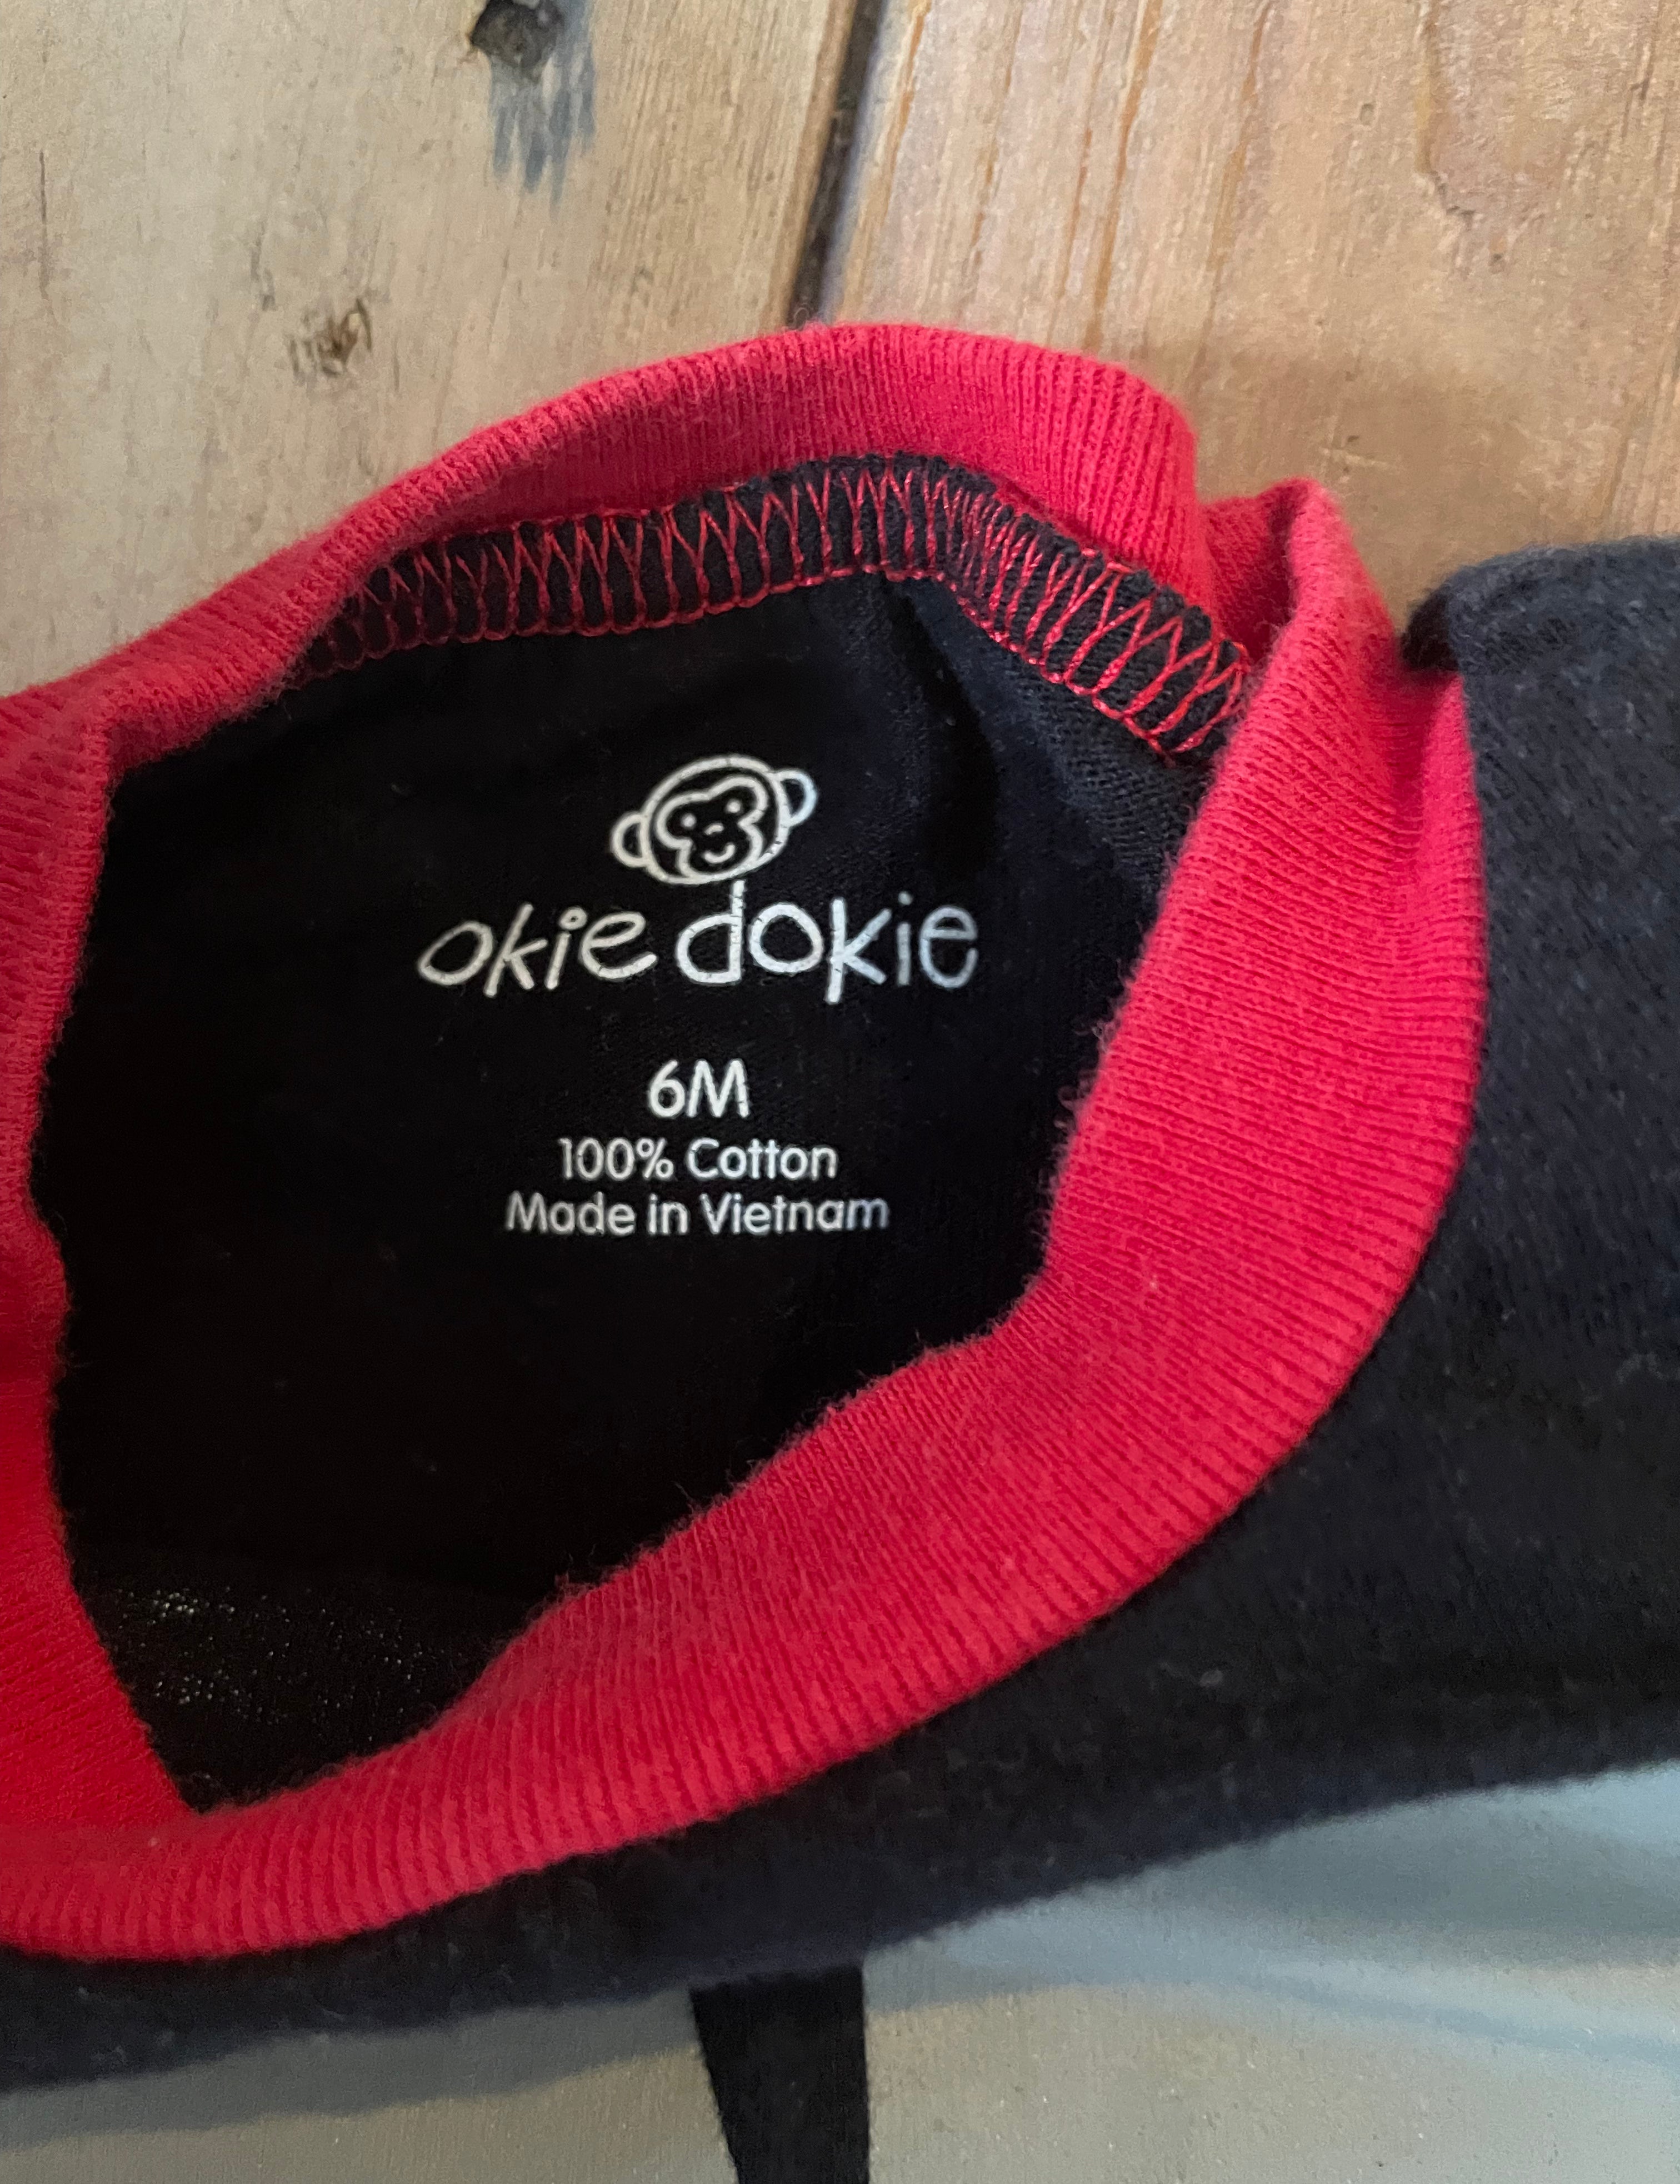 okie dokie
6M
100% Cotton
Made in Vietnam